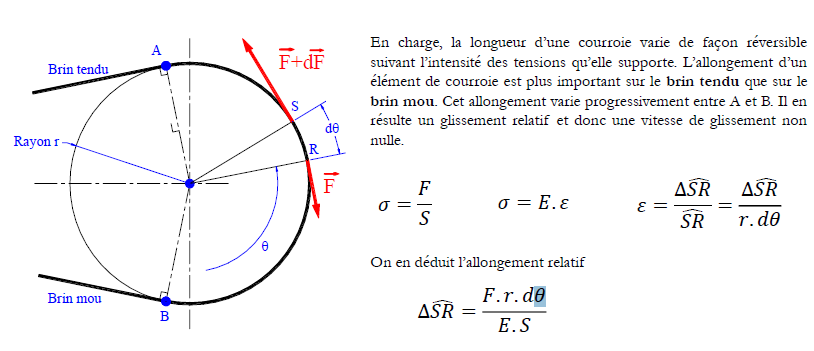 A
Brin tendu
F+dF
S
dθ
Rayon r
R
F
θ
Brin mou
B
En charge, la longueur d'une courroie varie de façon réversible
suivant l'intensité des tensions qu'elle supporte. L'allongement d'un
élément de courroie est plus important sur le brin tendu que sur le
brin mou. Cet allongement varie progressivement entre A et B. Il en
résulte un glissement relatif et donc une vitesse de glissement non
nulle.
σ = F/S    σ = E.ε    ε = ΔSR/SR = ΔSR/r.dθ
On en déduit l'allongement relatif
ΔSR = F.r.dθ/E.S